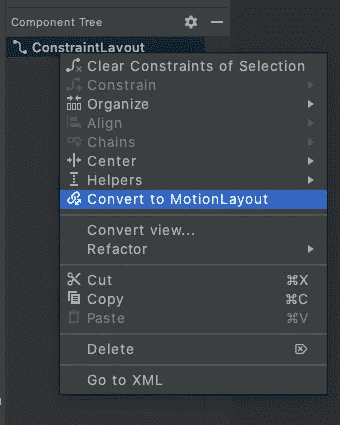 Component Tree
ConstraintLayout
Clear Constraints of Selection
Constrain
Organize
Align
Chains
Center
Helpers
Convert to MotionLayout
Convert view...
Refactor
Cut ⌘X
Copy ⌘C
Paste ⌘V
Delete ⌦
Go to XML